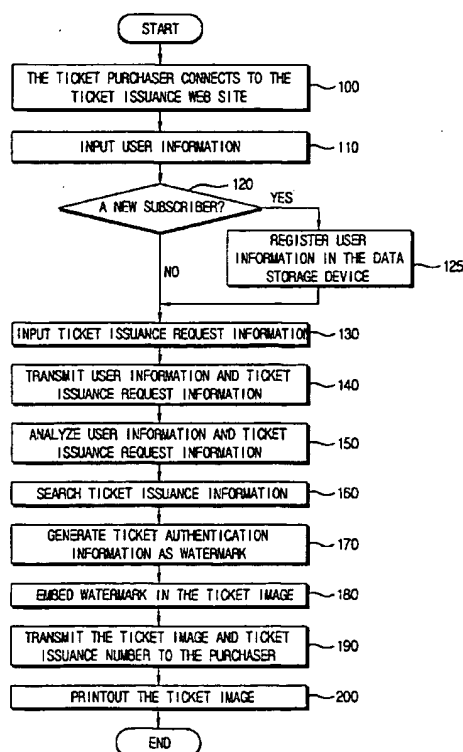 START
THE TICKET PURCHASER CONNECTS TO THE
TICKET ISSUANCE WEB SITE
100
INPUT USER INFORMATION
110
120
A NEW SUBSCRIBER?
YES
REGISTER USER
INFORMATION IN THE DATA
STORAGE DEVICE
125
NO
INPUT TICKET ISSUANCE REQUEST INFORMATION
130
TRANSMIT USER INFORMATION AND TICKET
ISSUANCE REQUEST INFORMATION
140
ANALYZE USER INFORMATION AND TICKET
ISSUANCE REQUEST INFORMATION
150
SEARCH TICKET ISSUANCE INFORMATION
160
GENERATE TICKET AUTHENTICATION
INFORMATION AS WATERMARK
170
EMBED WATERMARK IN THE TICKET IMAGE
180
TRANSMIT THE TICKET IMAGE AND TICKET
ISSUANCE NUMBER TO THE PURCHASER
190
PRINTOUT THE TICKET IMAGE
200
END